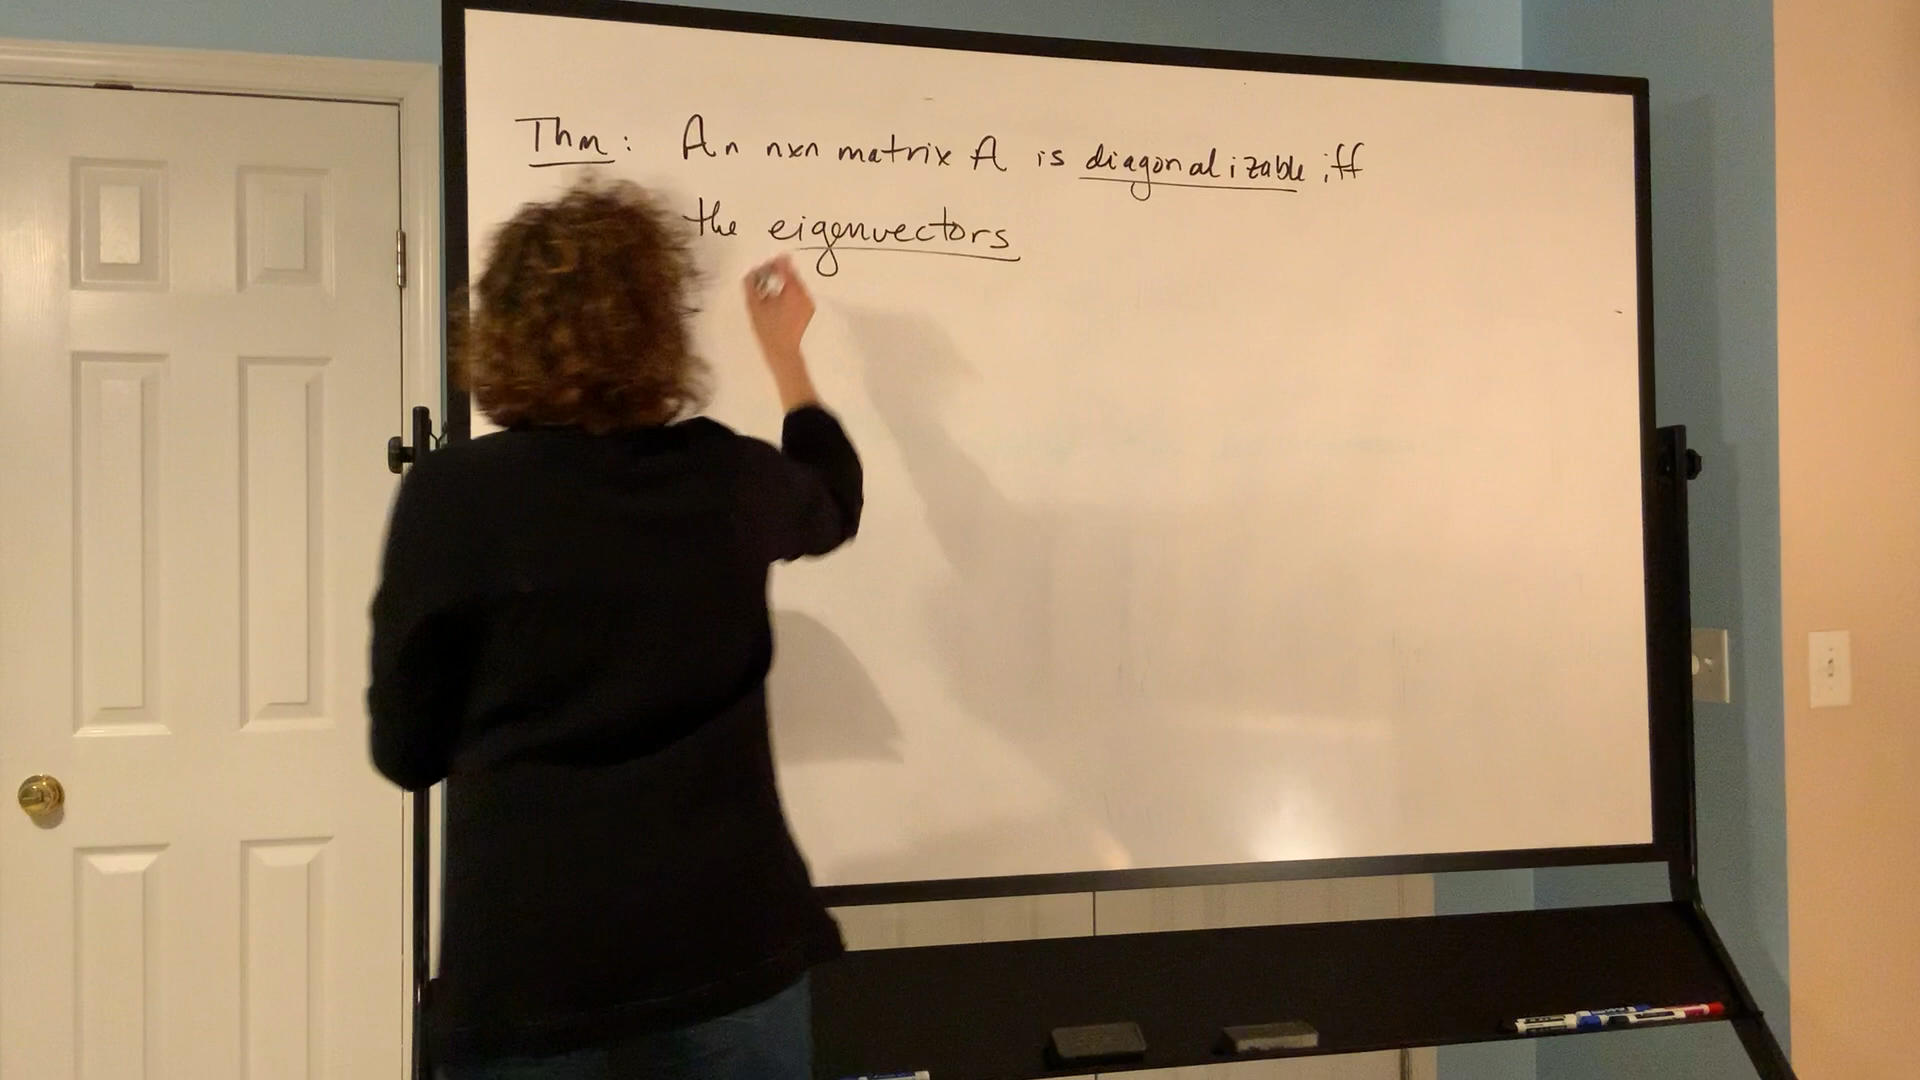 Thm: An nxn matrix A is diagonalizable iff
the eigenvectors